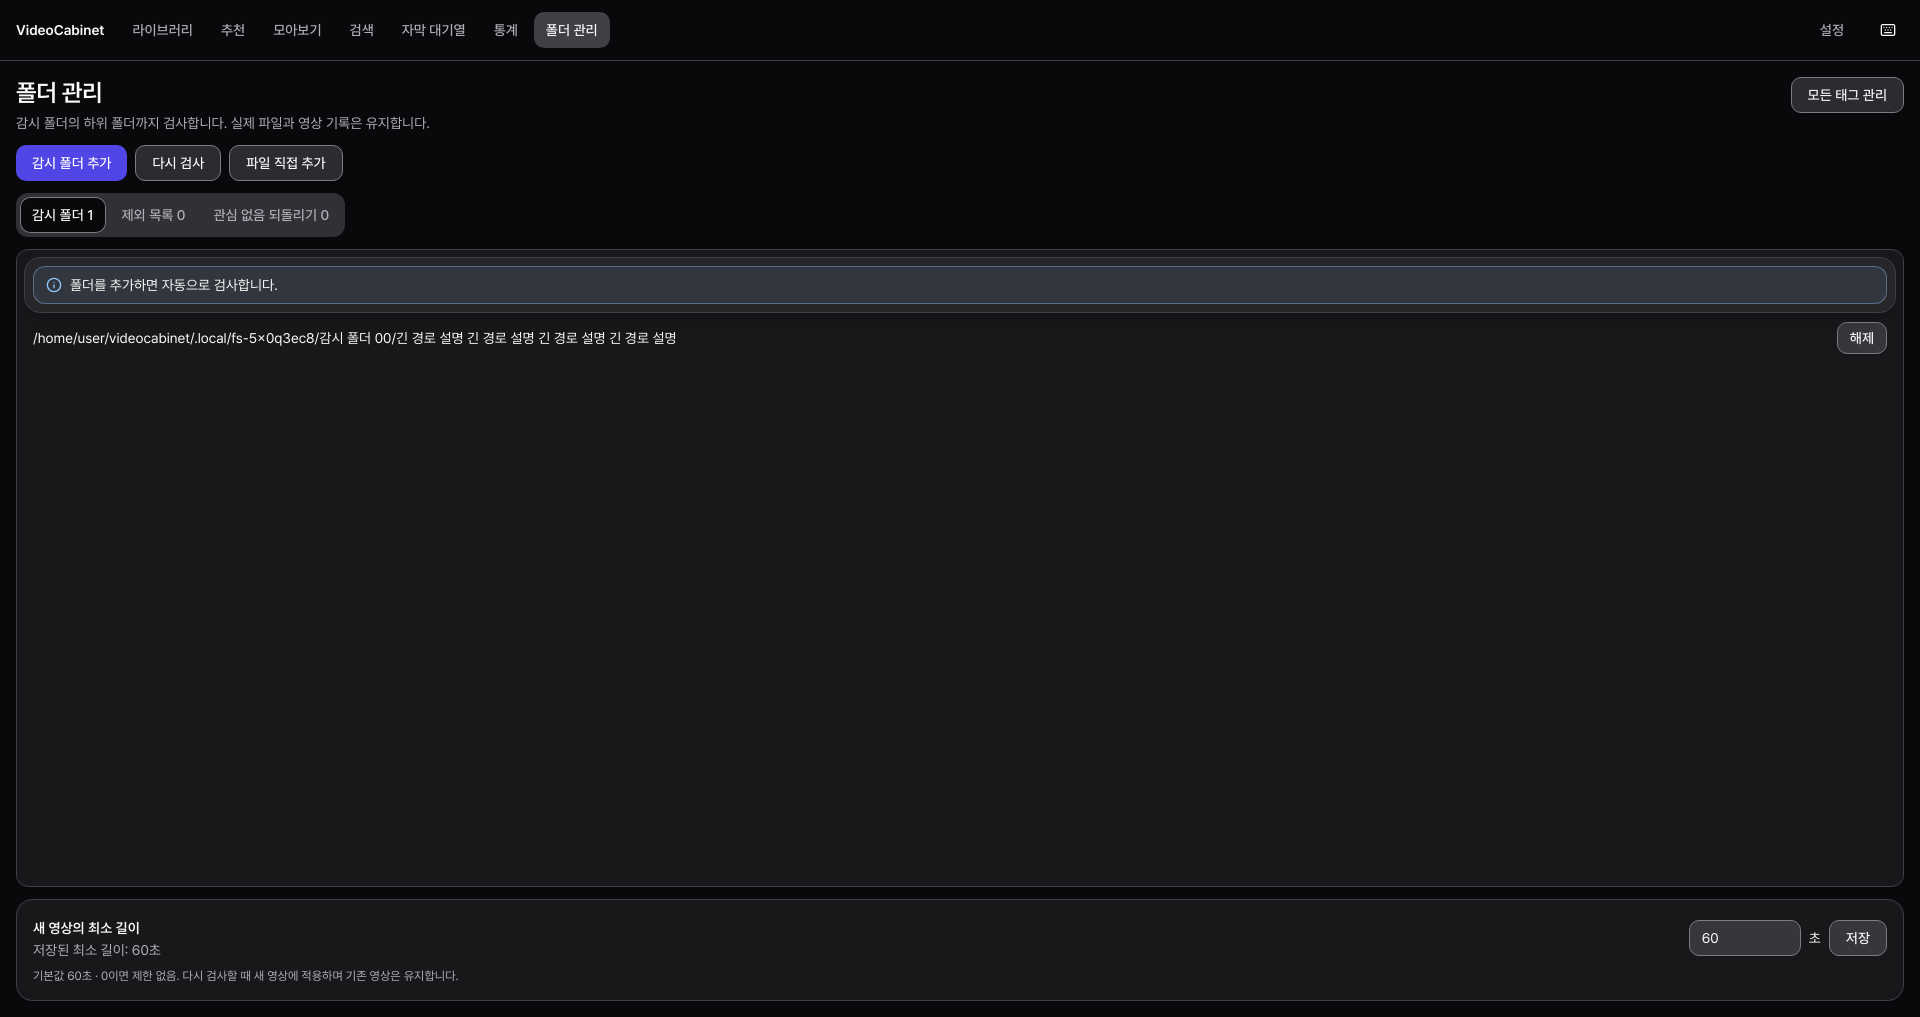 VideoCabinet 라이브러리 추천 모아보기 검색 자막 대기열 통계 폴더 관리 설정
폴더 관리
모든 태그 관리
감시 폴더의 하위 폴더까지 검사합니다. 실제 파일과 영상 기록은 유지합니다.
감시 폴더 추가 다시 검사 파일 직접 추가
감시 폴더 1 제외 목록 0 관심 없음 되돌리기 0
폴더를 추가하면 자동으로 검사합니다.
/home/user/videocabinet/.local/fs-5x0q3ec8/감시 폴더 00/긴 경로 설명 긴 경로 설명 긴 경로 설명 긴 경로 설명 해제
새 영상의 최소 길이
저장된 최소 길이: 60초
60 초 저장
기본값 60초 · 0이면 제한 없음. 다시 검사할 때 새 영상에 적용하며 기존 영상은 유지합니다.